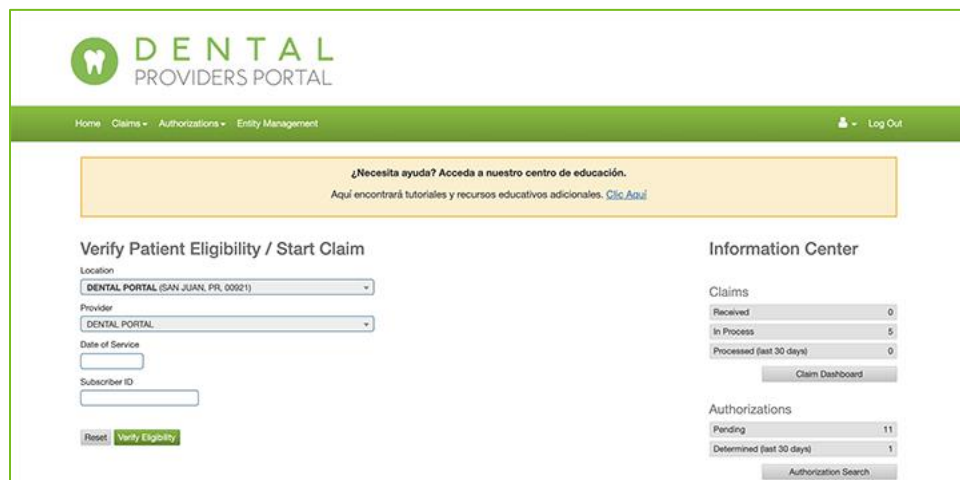 DENTAL
PROVIDERS PORTAL
Home Claims Authorizations Entity Management Log Out
¿Necesita ayuda? Acceda a nuestro centro de educación.
Aquí encontrará tutoriales y recursos educativos adicionales. Clic Aquí
Verify Patient Eligibility / Start Claim
Location
DENTAL PORTAL (SAN JUAN, PR, 00921)
Provider
DENTAL PORTAL
Date of Service
Subscriber ID
Reset Verify Eligibility
Information Center
Claims
Received 0
In Process 5
Processed (last 30 days) 0
Claim Dashboard
Authorizations
Pending 11
Determined (last 30 days) 1
Authorization Search